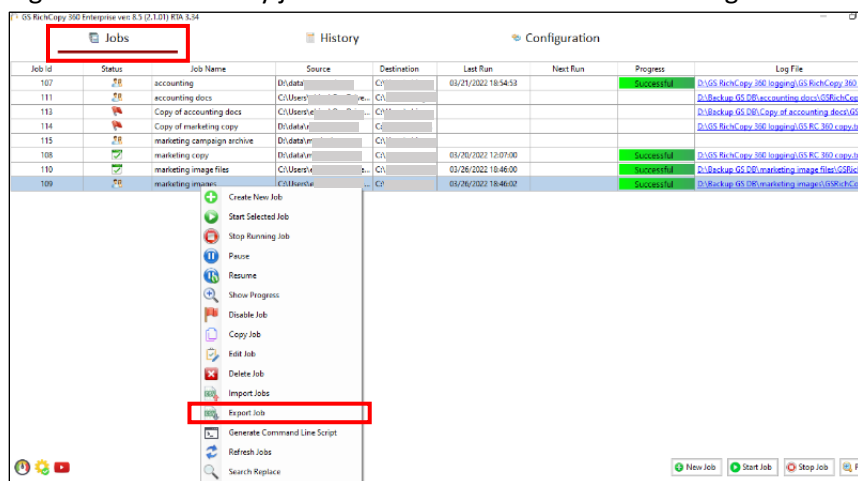 GS RichCopy 360 Enterprise ver: 8.5 (2.1.01) RTA 3.34
Jobs History Configuration
Job Id Status Job Name Source Destination Last Run Next Run Progress Log File
107 accounting D:\data C:\ 03/21/2022 18:54:53 Successful D:\GS RichCopy 360 logging\GS RichCopy 360
111 accounting docs C:\Users\ D:\Backup GS DB\accounting docs\GSRichCop
113 Copy of accounting docs C:\Users\ D:\Backup GS DB\Copy of accounting docs\GS
114 Copy of marketing copy D:\data\ D:\GS RichCopy 360 logging\GS RC 360 copy.t
115 marketing campaign archive D:\data\ C:\
108 marketing copy D:\data\ C:\ 03/20/2022 12:07:00 Successful D:\GS RichCopy 360 logging\GS RC 360 copy.t
110 marketing image files C:\Users\ C:\ 03/26/2022 18:46:00 Successful D:\Backup GS DB\marketing image files\GSRich
109 marketing images C:\Users\ C:\ 03/26/2022 18:46:02 Successful D:\Backup GS DB\marketing images\GSRichCo
Create New Job
Start Selected Job
Stop Running Job
Pause
Resume
Show Progress
Disable Job
Copy Job
Edit Job
Delete Job
Import Jobs
Export Job
Generate Command Line Script
Refresh Jobs
Search Replace
New Job Start Job Stop Job